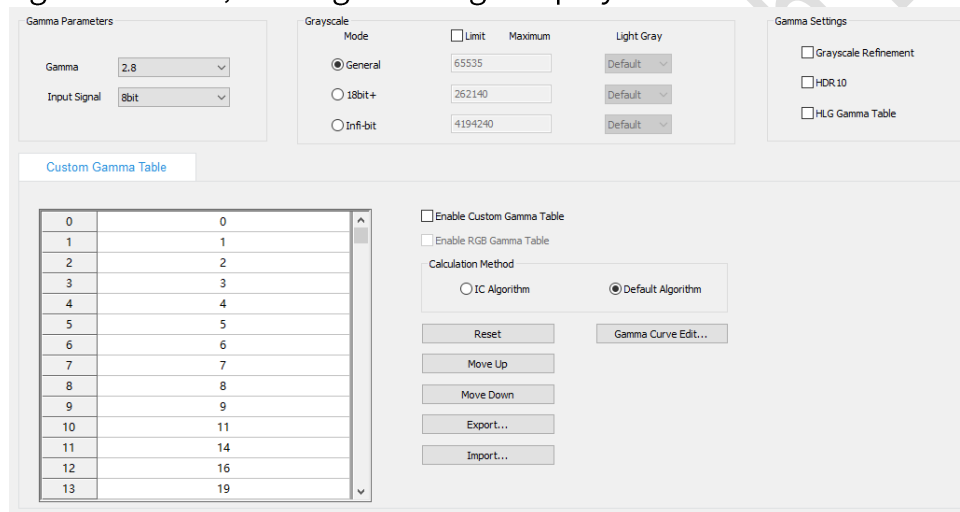 Gamma Parameters
Gamma 2.8
Input Signal 8bit
Grayscale
Mode Limit Maximum Light Gray
General 65535 Default
18bit+ 262140 Default
Infi-bit 4194240 Default
Gamma Settings
Grayscale Refinement
HDR10
HLG Gamma Table
Custom Gamma Table
0 0
1 1
2 2
3 3
4 4
5 5
6 6
7 7
8 8
9 9
10 11
11 14
12 16
13 19
Enable Custom Gamma Table
Enable RGB Gamma Table
Calculation Method
IC Algorithm Default Algorithm
Reset Gamma Curve Edit...
Move Up
Move Down
Export...
Import...